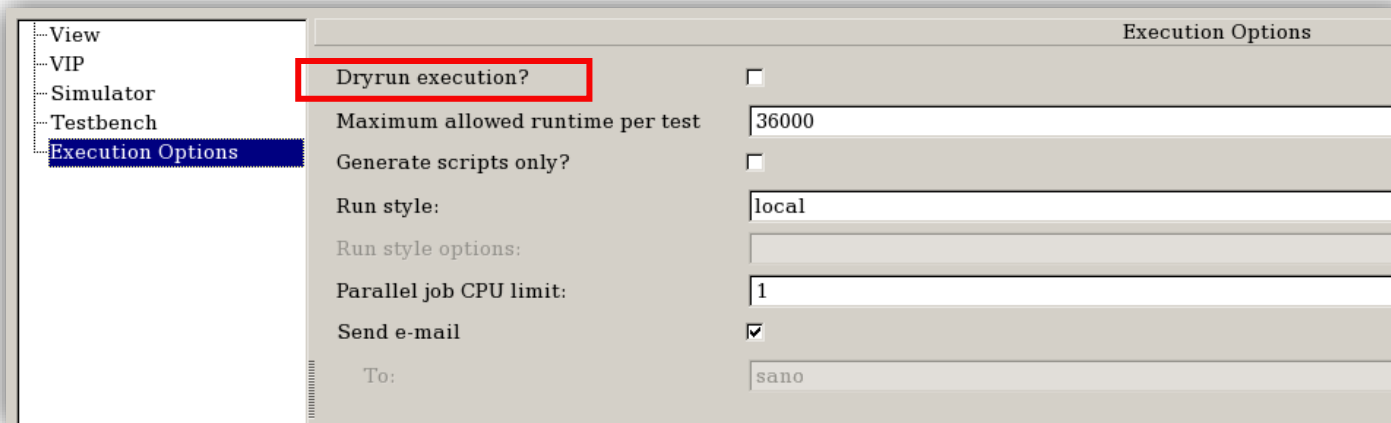 View
VIP
Simulator
Testbench
Execution Options
Execution Options
Dryrun execution?
Maximum allowed runtime per test 36000
Generate scripts only?
Run style: local
Run style options:
Parallel job CPU limit: 1
Send e-mail
To: sano